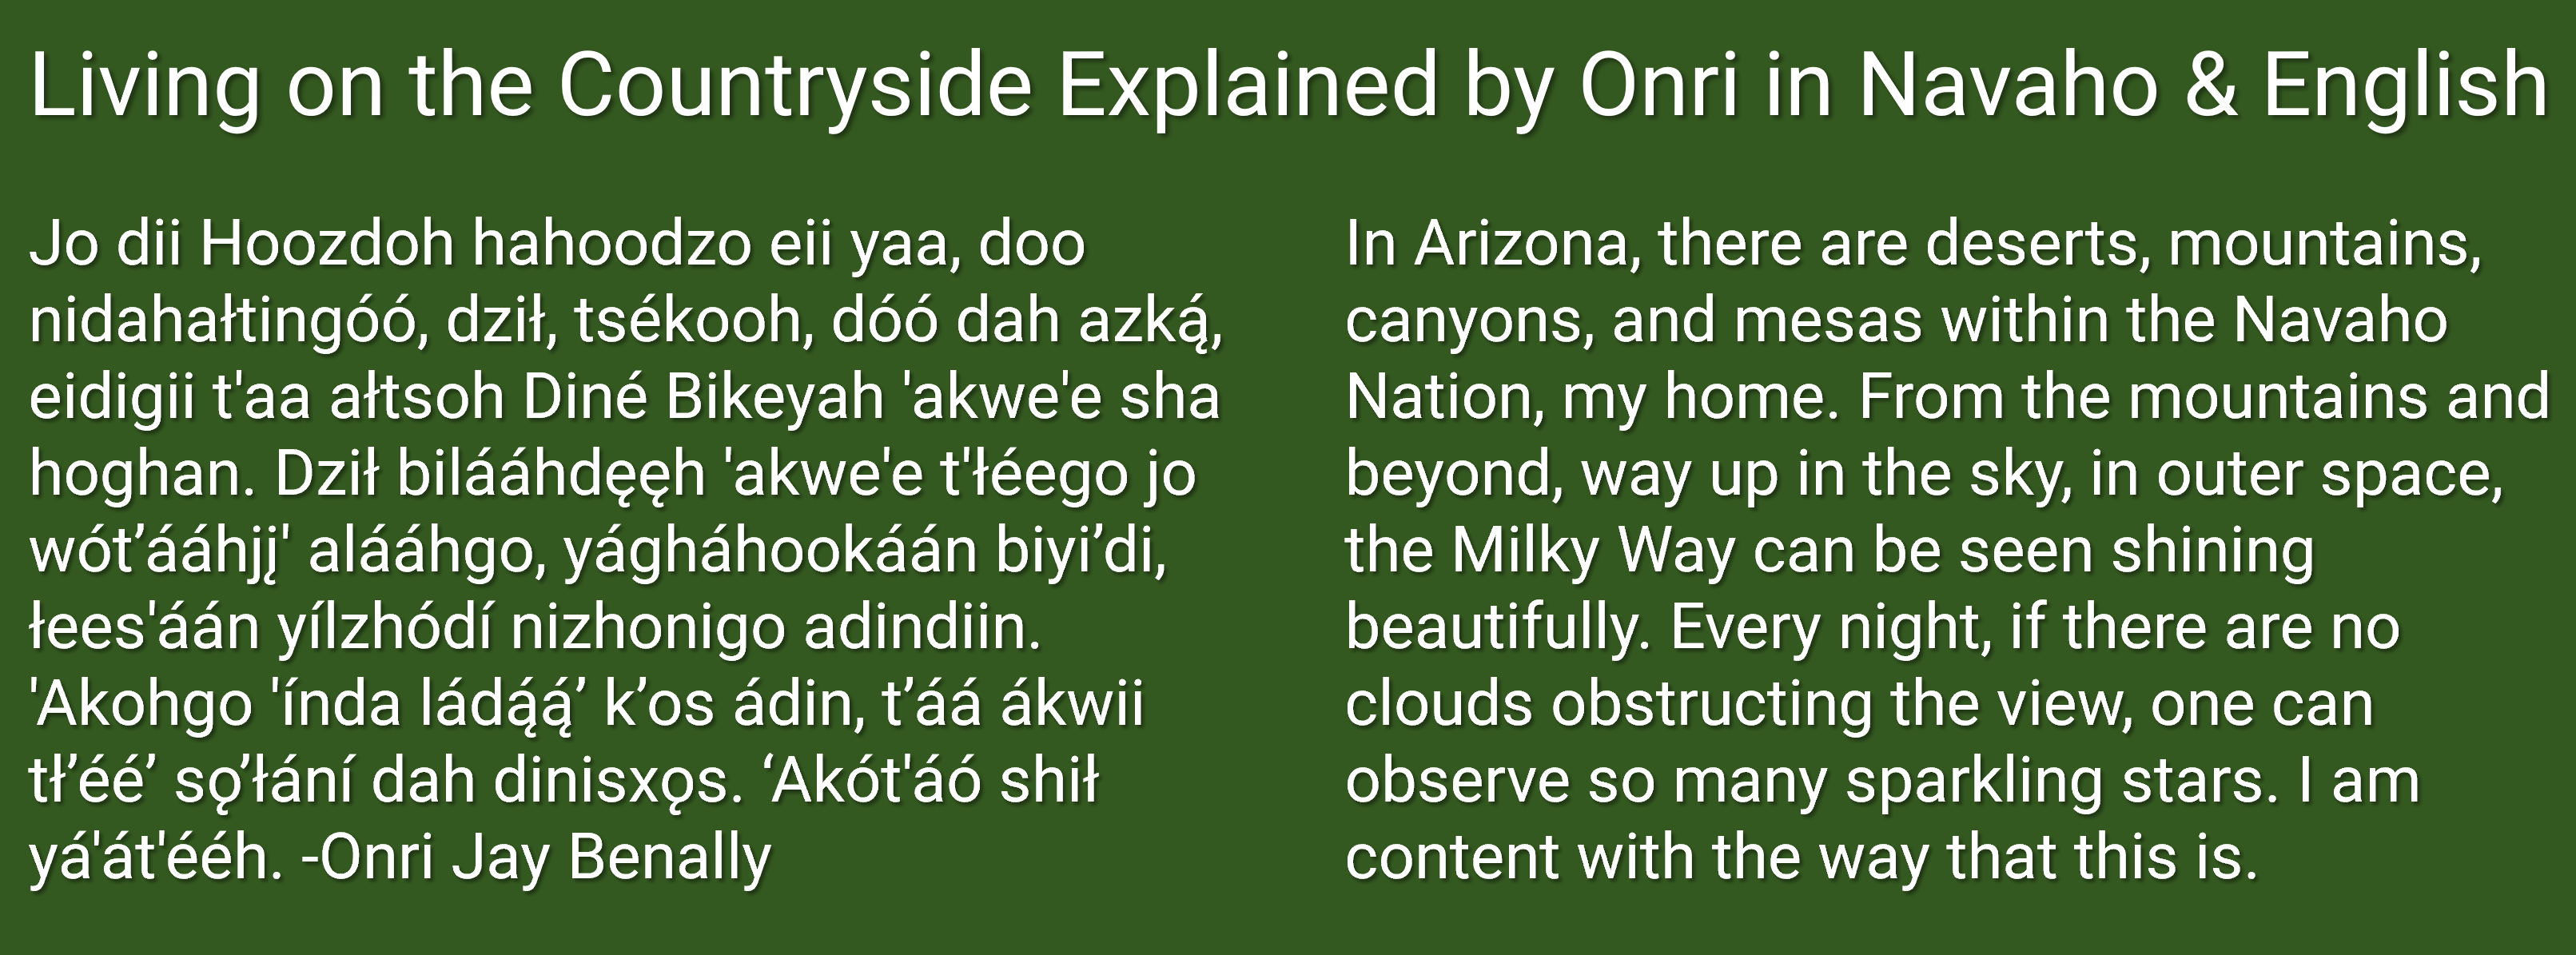 Living on the Countryside Explained by Onri in Navaho & English
Jo dii Hoozdoh hahoodzo eii yaa, doo
nidahałtingóó, dził, tsékooh, dóó dah azką́,
eidigii t'aa ałtsoh Diné Bikeyah 'akwe'e sha
hoghan. Dził bilááhdęęh 'akwe'e t'łéego jo
wót’ááhjį' alááhgo, yágháhookáán biyi’di,
łees'áán yílzhódí nizhonigo adindiin.
'Akohgo 'índa ládą́ą́’ k’os ádin, t’áá ákwii
tł’éé’ sǫ’łání dah dinisxǫs. ‘Akót'áó shił
yá'át'ééh. -Onri Jay Benally
In Arizona, there are deserts, mountains,
canyons, and mesas within the Navaho
Nation, my home. From the mountains and
beyond, way up in the sky, in outer space,
the Milky Way can be seen shining
beautifully. Every night, if there are no
clouds obstructing the view, one can
observe so many sparkling stars. I am
content with the way that this is.